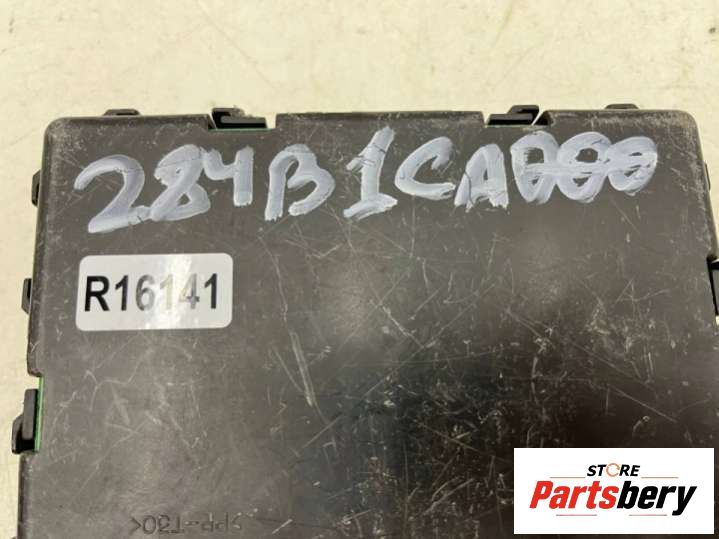 284B1CA000
R16141
>PP-T30<
STORE
Partsbery